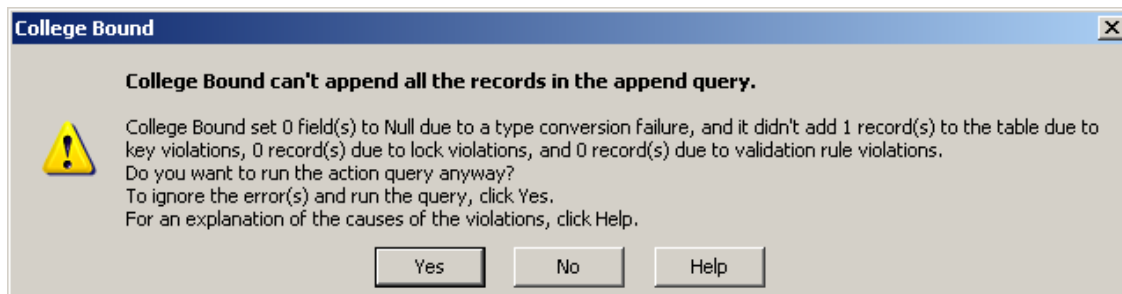 College Bound
College Bound can't append all the records in the append query.
College Bound set 0 field(s) to Null due to a type conversion failure, and it didn't add 1 record(s) to the table due to
key violations, 0 record(s) due to lock violations, and 0 record(s) due to validation rule violations.
Do you want to run the action query anyway?
To ignore the error(s) and run the query, click Yes.
For an explanation of the causes of the violations, click Help.
Yes No Help